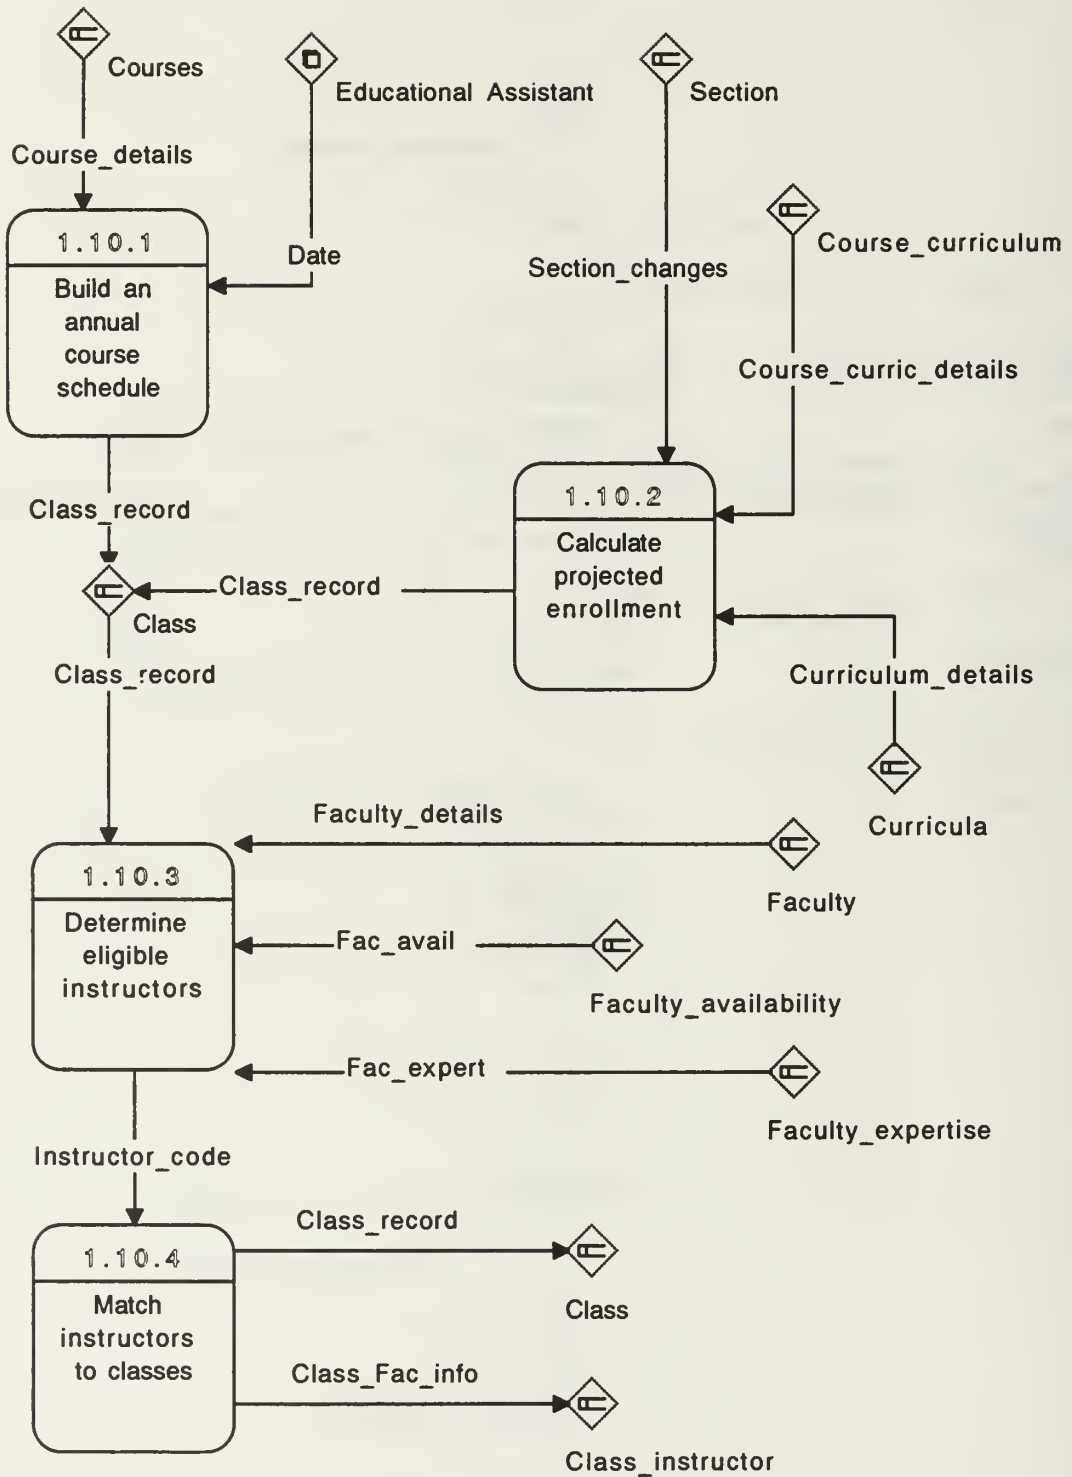 Courses
Educational Assistant
Section
Course_details
1.10.1
Build an
annual
course
schedule
Date
Section_changes
Course_curriculum
Course_curric_details
Class_record
1.10.2
Calculate
projected
enrollment
Class_record
Class
Class_record
Curriculum_details
Curricula
Faculty_details
Faculty
1.10.3
Determine
eligible
instructors
Fac_avail
Faculty_availability
Fac_expert
Faculty_expertise
Instructor_code
1.10.4
Match
instructors
to classes
Class_record
Class
Class_Fac_info
Class_instructor